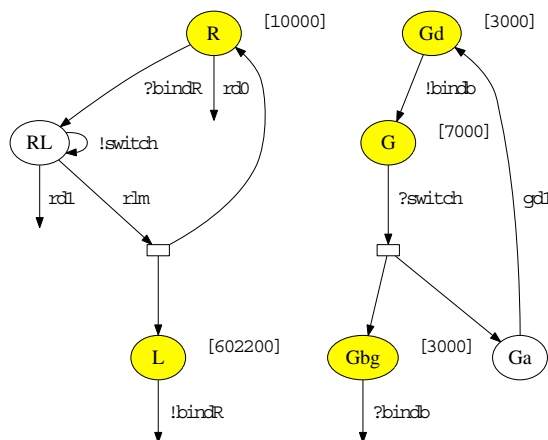 R [10000] Gd [3000]
?bindR rd0 !bindb
RL !switch G [7000]
rd1 rlm ?switch gd1
L [602200] Gbg [3000] Ga
!bindR ?bindb